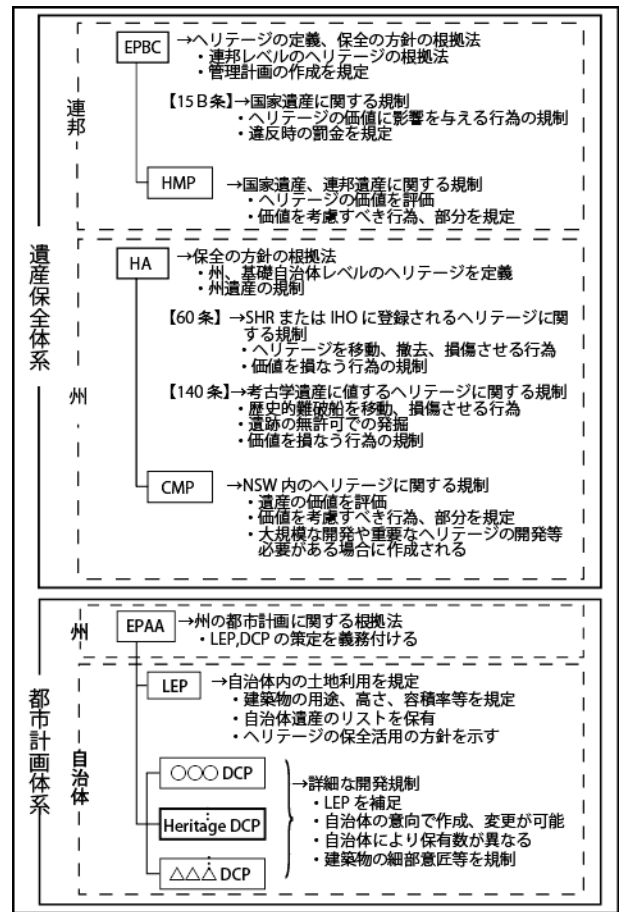 遺産保全体系
連邦
EPBC
→ヘリテージの定義、保全の方針の根拠法
・連邦レベルのヘリテージの根拠法
・管理計画の作成を規定
【15B条】→国家遺産に関する規制
・ヘリテージの価値に影響を与える行為の規制
・違反時の罰金を規定
HMP
→国家遺産、連邦遺産に関する規制
・ヘリテージの価値を評価
・価値を考慮すべき行為、部分を規定
州
HA
→保全の方針の根拠法
・州、基礎自治体レベルのヘリテージを定義
・州遺産の規制
【60条】→SHRまたはIHOに登録されるヘリテージに関
する規制
・ヘリテージを移動、撤去、損傷させる行為
・価値を損なう行為の規制
【140条】→考古学遺産に値するヘリテージに関する規制
・歴史的難破船を移動、損傷させる行為
・遺跡の無許可での発掘
・価値を損なう行為の規制
CMP
→NSW内のヘリテージに関する規制
・遺産の価値を評価
・価値を考慮すべき行為、部分を規定
・大規模な開発や重要なヘリテージの開発等
必要がある場合に作成される
都市計画体系
州
EPAA
→州の都市計画に関する根拠法
・LEP,DCPの策定を義務付ける
自治体
LEP
→自治体内の土地利用を規定
・建築物の用途、高さ、容積率等を規定
・自治体遺産のリストを保有
・ヘリテージの保全活用の方針を示す
○○○ DCP
Heritage DCP
△△△ DCP
→詳細な開発規制
・LEPを補足
・自治体の意向で作成、変更が可能
・自治体により保有数が異なる
・建築物の細部意匠等を規制